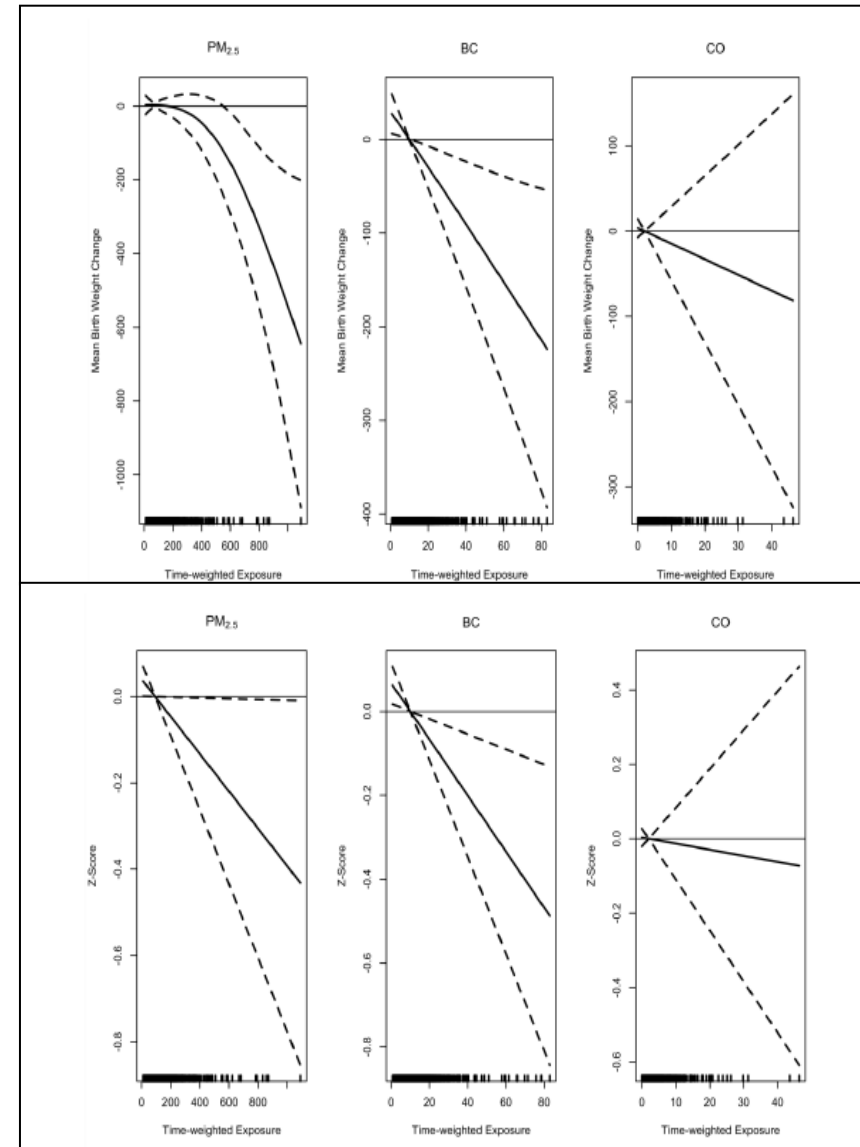 PM2.5
BC
CO
Mean Birth Weight Change
0
-200
-400
-600
-800
-1000
0 200 400 600 800
Time-weighted Exposure
Mean Birth Weight Change
0
-100
-200
-300
-400
0 20 40 60 80
Time-weighted Exposure
Mean Birth Weight Change
100
0
-100
-200
-300
0 10 20 30 40
Time-weighted Exposure
PM2.5
BC
CO
Z-Score
0.0
-0.2
-0.4
-0.6
-0.8
0 200 400 600 800
Time-weighted Exposure
Z-Score
0.0
-0.2
-0.4
-0.6
-0.8
0 20 40 60 80
Time-weighted Exposure
Z-Score
0.4
0.2
0.0
-0.2
-0.4
-0.6
0 10 20 30 40
Time-weighted Exposure